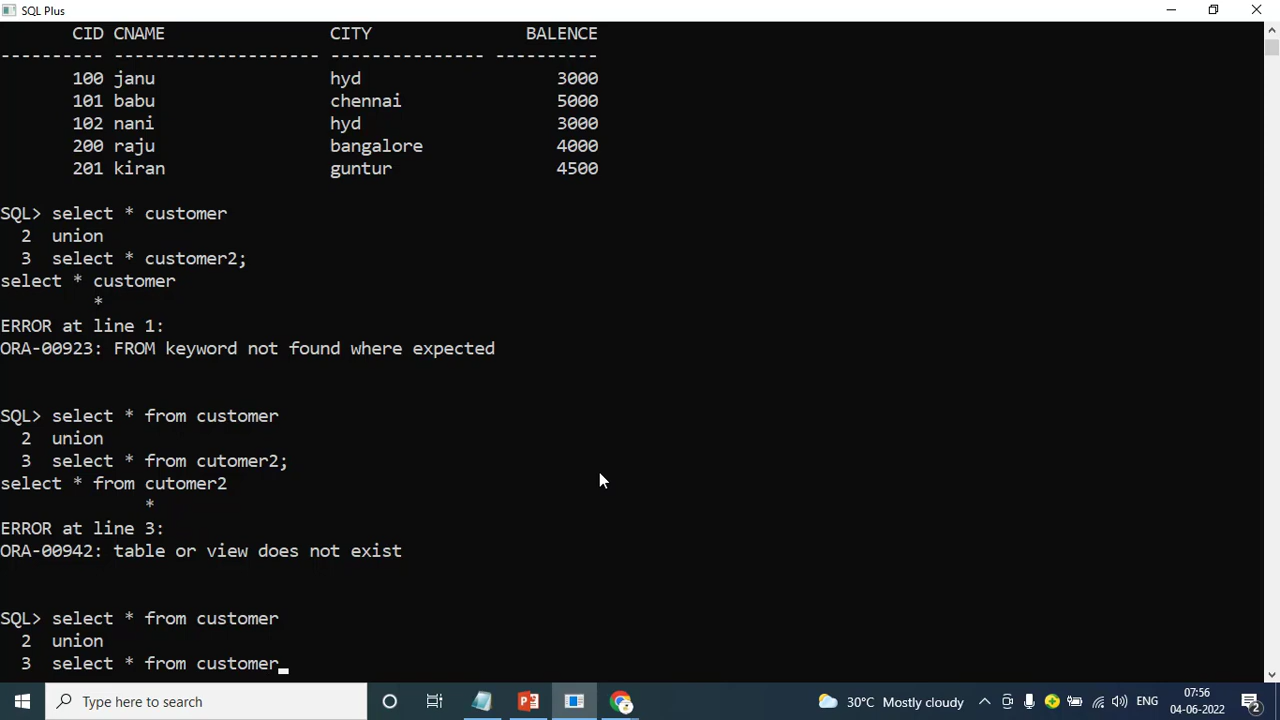 SQL Plus
CID CNAME CITY BALENCE
---------- -------------------- --------------- ----------
100 janu hyd 3000
101 babu chennai 5000
102 nani hyd 3000
200 raju bangalore 4000
201 kiran guntur 4500
SQL> select * customer
2 union
3 select * customer2;
select * customer
*
ERROR at line 1:
ORA-00923: FROM keyword not found where expected
SQL> select * from customer
2 union
3 select * from cutomer2;
select * from cutomer2
*
ERROR at line 3:
ORA-00942: table or view does not exist
SQL> select * from customer
2 union
3 select * from customer
Type here to search
30°C Mostly cloudy
ENG
07:56
04-06-2022
2